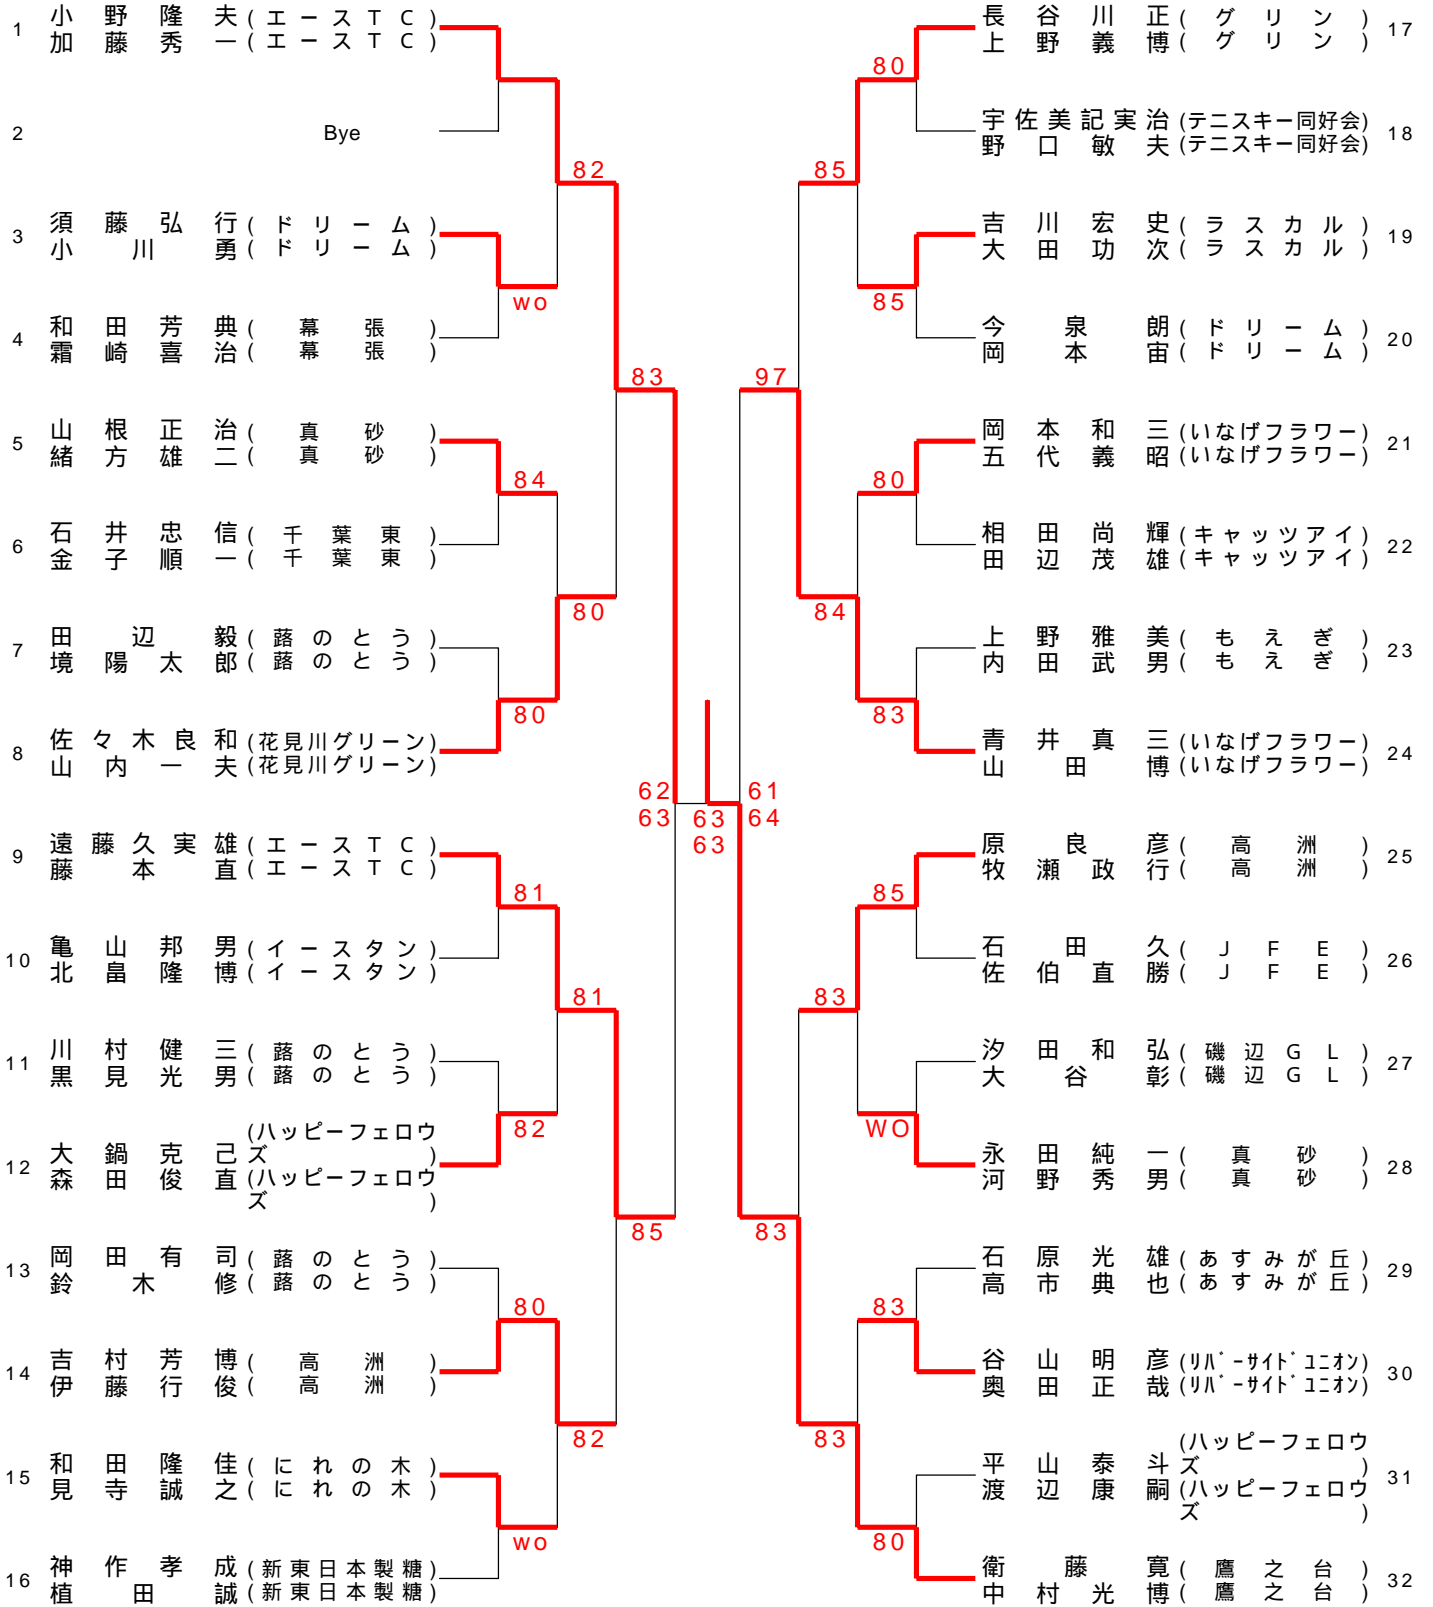 1 小野隆夫(エースTC)
加藤秀一(エースTC)
2 Bye
82
3 須藤弘行(ドリーム)
小川勇(ドリーム)
wo
4 和田芳典(幕張)
霜崎喜治(幕張)
83
5 山根正治(真砂)
緒方雄二(真砂)
84
6 石井忠信(千葉東)
金子順一(千葉東)
80
7 田辺毅(蕗のとう)
境陽太郎(蕗のとう)
80
8 佐々木良和(花見川グリーン)
山内一夫(花見川グリーン)
62
63
9 遠藤久実雄(エースTC)
藤本直(エースTC)
81
10 亀山邦男(イースタン)
北畠隆博(イースタン)
81
11 川村健三(蕗のとう)
黒見光男(蕗のとう)
82
12 大鍋克己(ハッピーフェロウズ)
森田俊直(ハッピーフェロウズ)
85
13 岡田有司(蕗のとう)
鈴木修(蕗のとう)
80
14 吉村芳博(高洲)
伊藤行俊(高洲)
82
15 和田隆佳(にれの木)
見寺誠之(にれの木)
wo
16 神作孝成(新東日本製糖)
植田誠(新東日本製糖)
63
63
長谷川正(グリン) 17
上野義博(グリン)
80
宇佐美記実治(テニスキー同好会) 18
野口敏夫(テニスキー同好会)
85
吉川宏史(ラスカル) 19
大田功次(ラスカル)
85
今泉朗(ドリーム) 20
岡本宙(ドリーム)
97
岡本和三(いなげフラワー) 21
五代義昭(いなげフラワー)
80
相田尚輝(キャッツアイ) 22
田辺茂雄(キャッツアイ)
84
上野雅美(もえぎ) 23
内田武男(もえぎ)
83
青井真三(いなげフラワー) 24
山田博(いなげフラワー)
61
64
原良彦(高洲) 25
牧瀬政行(高洲)
85
石田久(JFE) 26
佐伯直勝(JFE)
83
汐田和弘(磯辺GL) 27
大谷彰(磯辺GL)
WO
永田純一(真砂) 28
河野秀男(真砂)
83
石原光雄(あすみが丘) 29
高市典也(あすみが丘)
83
谷山明彦(ﾘﾊﾞｰｻｲﾄﾞﾕﾆｵﾝ) 30
奥田正哉(ﾘﾊﾞｰｻｲﾄﾞﾕﾆｵﾝ)
83
平山泰斗(ハッピーフェロウズ) 31
渡辺康嗣(ハッピーフェロウズ)
80
衛藤寛(鷹之台) 32
中村光博(鷹之台)